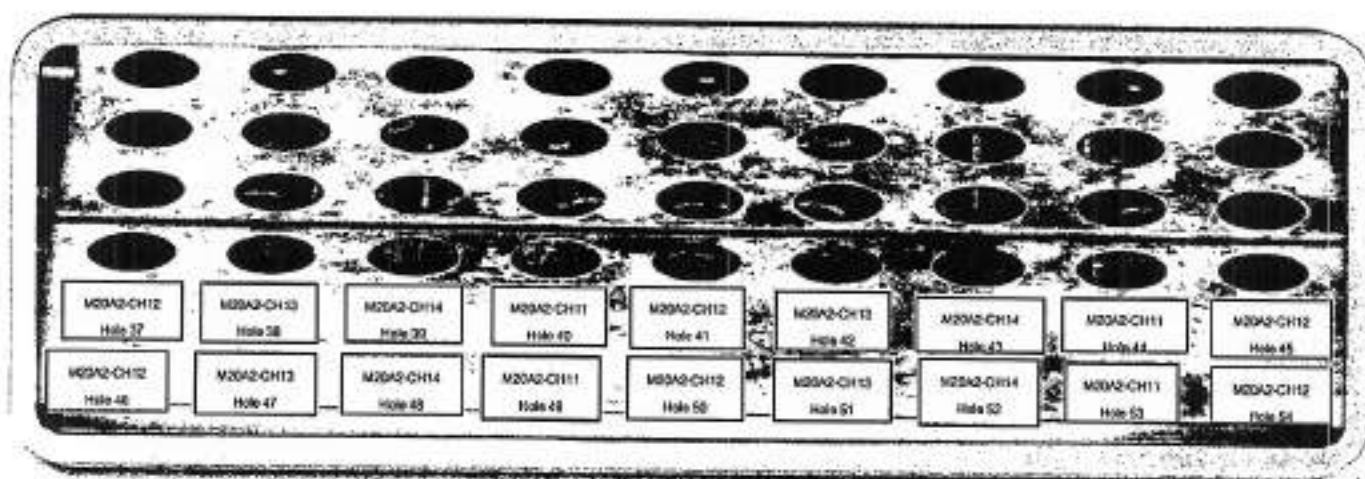 M20A2-CH12
Hole 37
M20A2-CH13
Hole 38
M20A2-CH14
Hole 39
M20A2-CH11
Hole 40
M20A2-CH12
Hole 41
M20A2-CH13
Hole 42
M20A2-CH14
Hole 43
M20A2-CH11
Hole 44
M20A2-CH12
Hole 45
M20A2-CH12
Hole 46
M20A2-CH13
Hole 47
M20A2-CH14
Hole 48
M20A2-CH11
Hole 49
M20A2-CH12
Hole 50
M20A2-CH13
Hole 51
M20A2-CH14
Hole 52
M20A2-CH11
Hole 53
M20A2-CH12
Hole 54